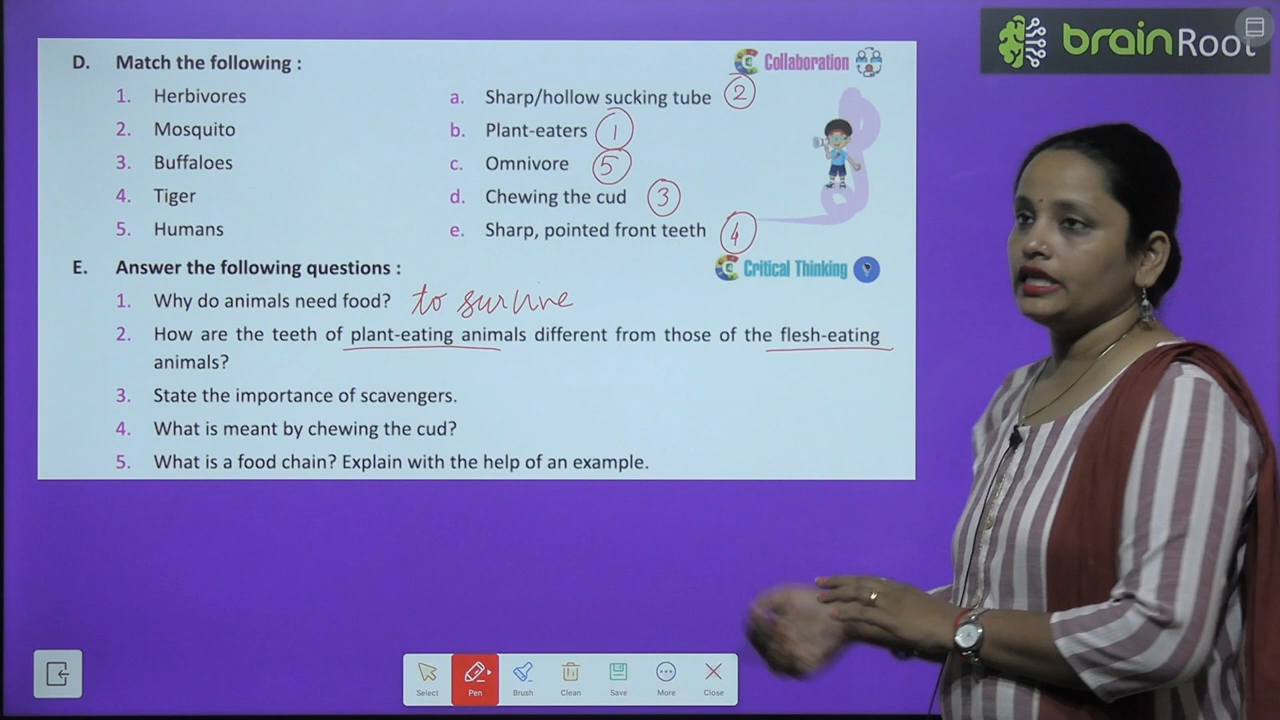 brainRoot
D. Match the following : Collaboration
1. Herbivores a. Sharp/hollow sucking tube 2
2. Mosquito b. Plant-eaters 1
3. Buffaloes c. Omnivore 5
4. Tiger d. Chewing the cud 3
5. Humans e. Sharp, pointed front teeth 4
E. Answer the following questions : Critical Thinking
1. Why do animals need food? to survive
2. How are the teeth of plant-eating animals different from those of the flesh-eating
animals?
3. State the importance of scavengers.
4. What is meant by chewing the cud?
5. What is a food chain? Explain with the help of an example.
Select Pen Brush Clean Save More Close